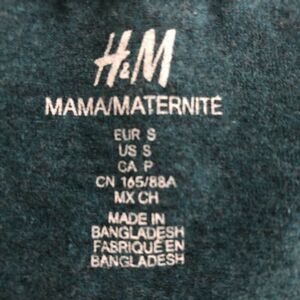 H&M
MAMA/MATERNITÉ
EUR S
US S
CA P
CN 165/88A
MX CH
MADE IN
BANGLADESH
FABRIQUÉ EN
BANGLADESH